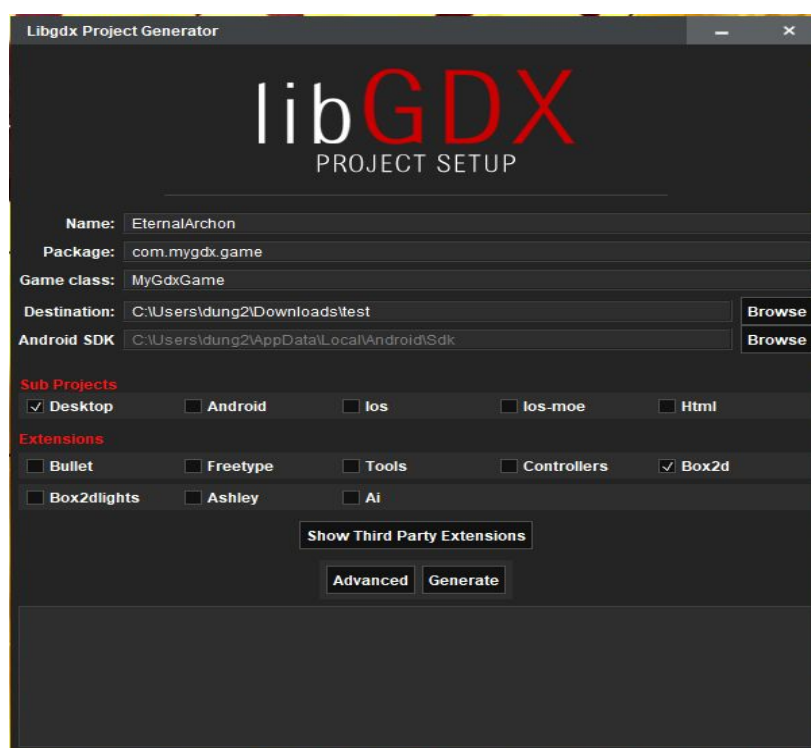 Libgdx Project Generator
libGDX
PROJECT SETUP
Name: EternalArchon
Package: com.mygdx.game
Game class: MyGdxGame
Destination: C:\Users\dung2\Downloads\test Browse
Android SDK C:\Users\dung2\AppData\Local\Android\Sdk Browse
Sub Projects
Desktop Android Ios Ios-moe Html
Extensions
Bullet Freetype Tools Controllers Box2d
Box2dlights Ashley Ai
Show Third Party Extensions
Advanced Generate